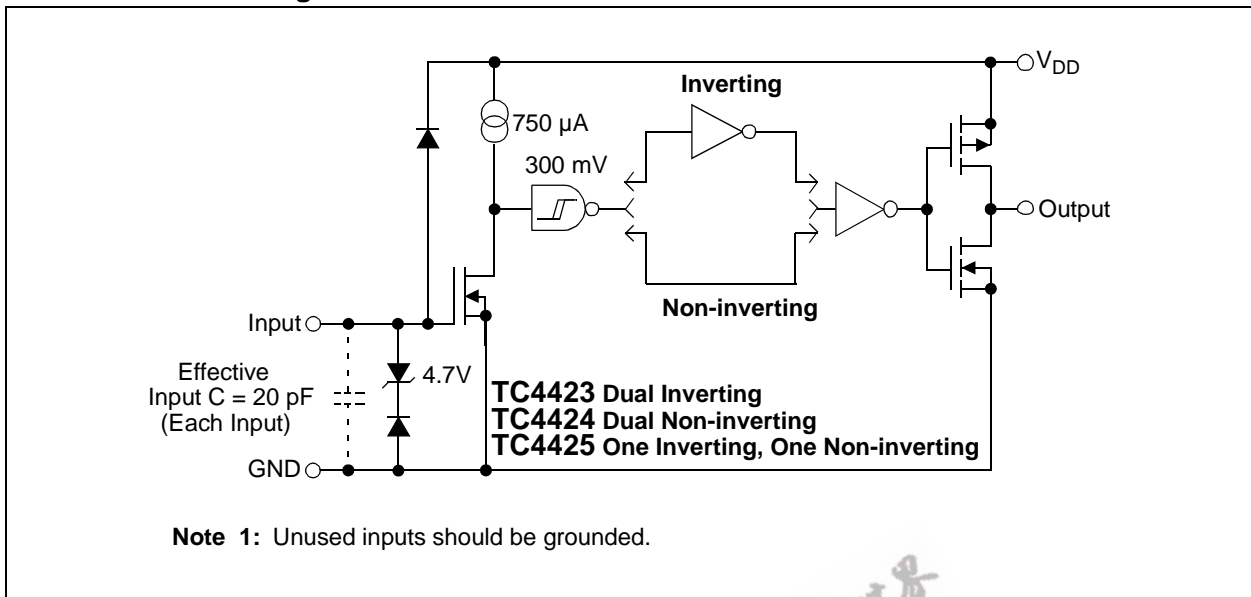 V_DD
Inverting
750 µA
300 mV
Output
Non-inverting
Input
4.7V
Effective
Input C = 20 pF
(Each Input)
TC4423 Dual Inverting
TC4424 Dual Non-inverting
TC4425 One Inverting, One Non-inverting
GND
Note 1: Unused inputs should be grounded.